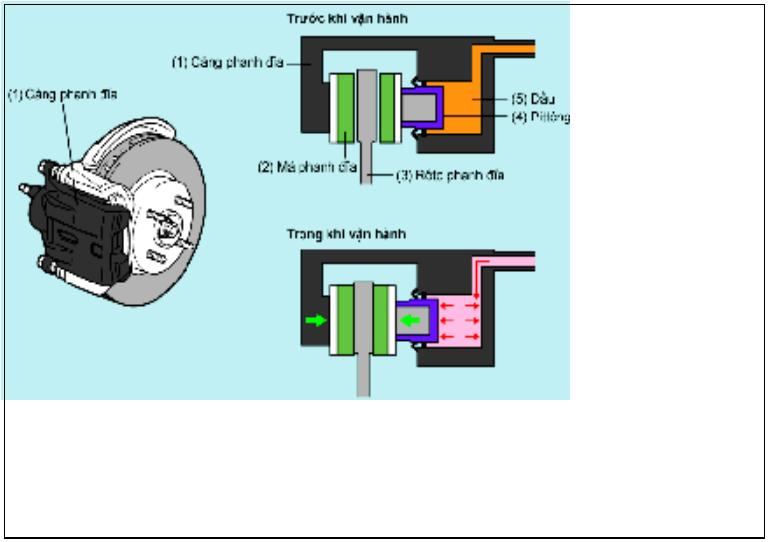 Trước khi vận hành
(1) Càng phanh đĩa
(1) Càng phanh đĩa
(5) Dầu
(4) Píttông
(2) Má phanh đĩa
(3) Rôto phanh đĩa
Trong khi vận hành